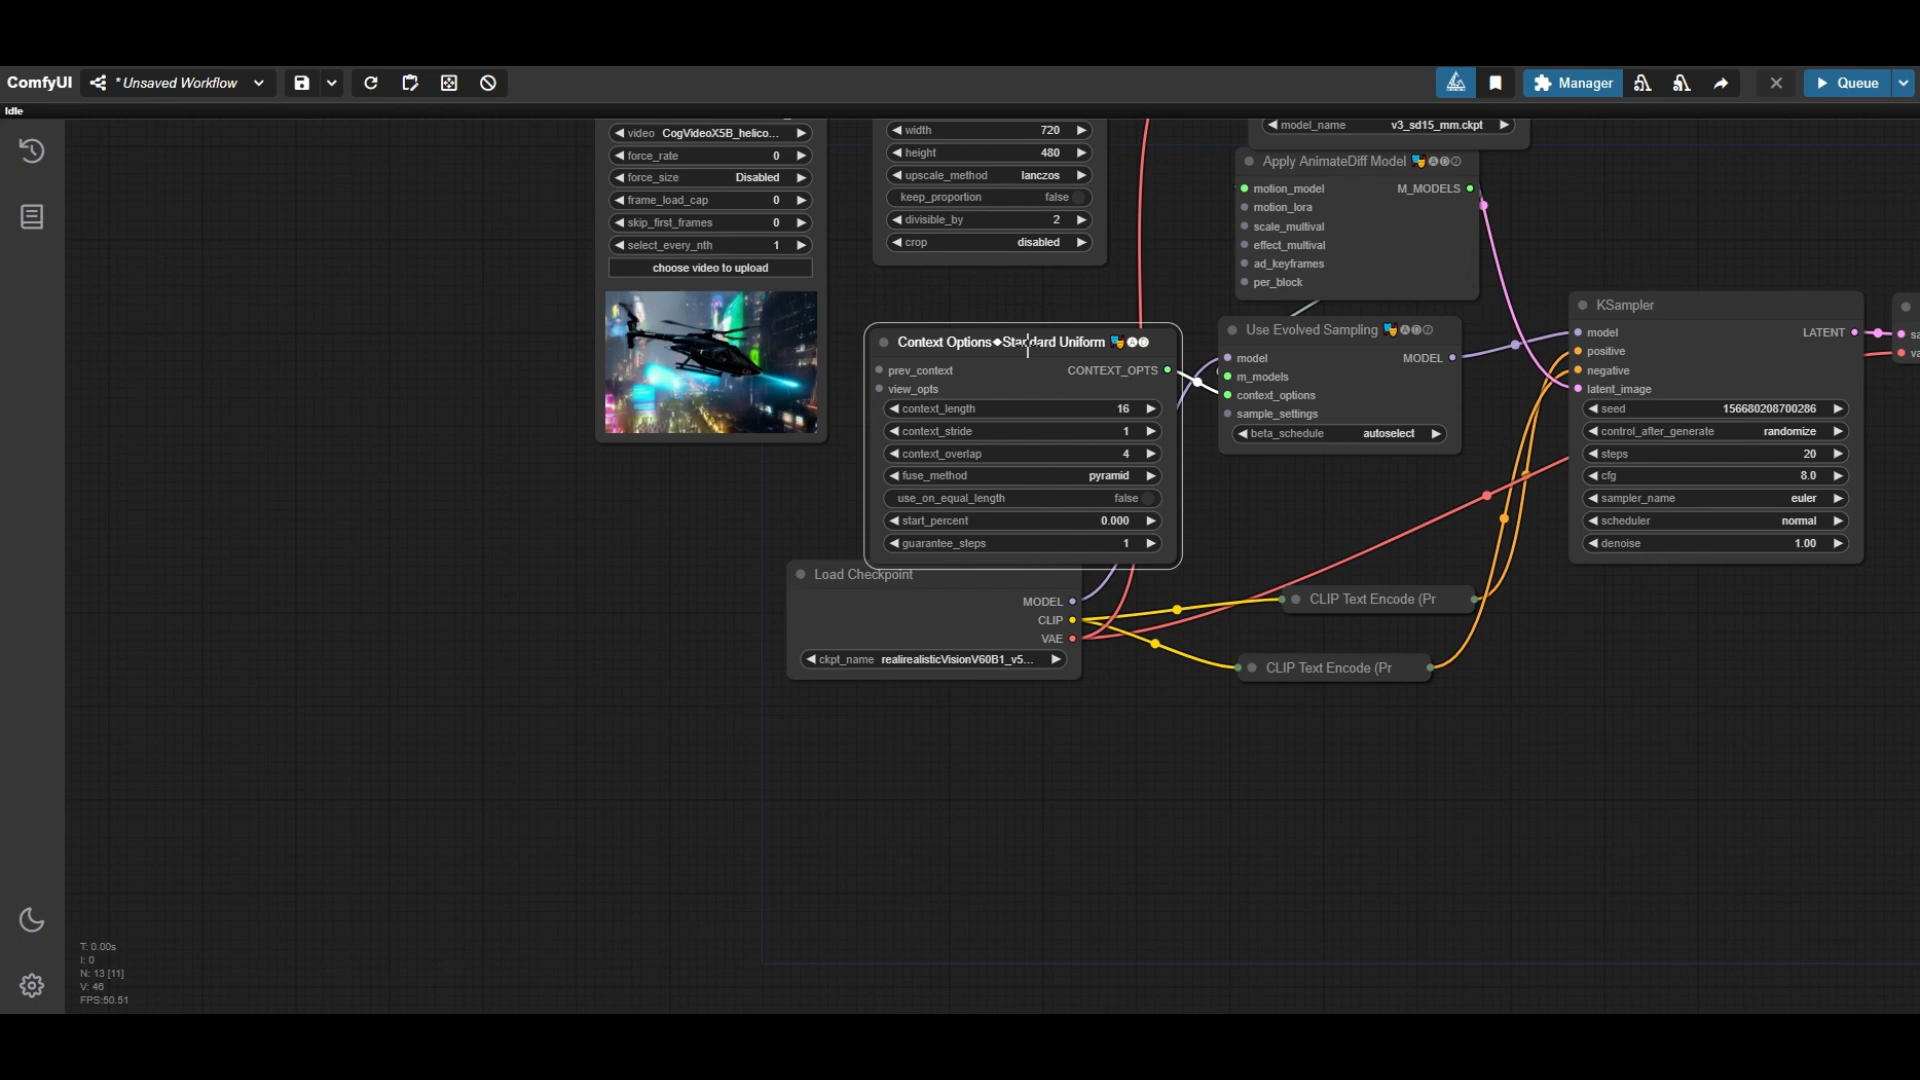 ComfyUI
* Unsaved Workflow
Manager
Queue
Idle
video CogVideoX5B_helico...
force_rate 0
force_size Disabled
frame_load_cap 0
skip_first_frames 0
select_every_nth 1
choose video to upload
width 720
height 480
upscale_method lanczos
keep_proportion false
divisible_by 2
crop disabled
model_name v3_sd15_mm.ckpt
Apply AnimateDiff Model 🎭🅐🅓②
motion_model M_MODELS
motion_lora
scale_multival
effect_multival
ad_keyframes
per_block
Context Options◆Standard Uniform 🎭🅐🅓
prev_context CONTEXT_OPTS
view_opts
context_length 16
context_stride 1
context_overlap 4
fuse_method pyramid
use_on_equal_length false
start_percent 0.000
guarantee_steps 1
Use Evolved Sampling 🎭🅐🅓②
model MODEL
m_models
context_options
sample_settings
beta_schedule autoselect
KSampler
model LATENT
positive
negative
latent_image
seed 156680208700286
control_after_generate randomize
steps 20
cfg 8.0
sampler_name euler
scheduler normal
denoise 1.00
sa
va
Load Checkpoint
MODEL
CLIP
VAE
ckpt_name realirealisticVisionV60B1_v5...
CLIP Text Encode (Pr
CLIP Text Encode (Pr
T: 0.00s
I: 0
N: 13 [11]
V: 46
FPS:50.51